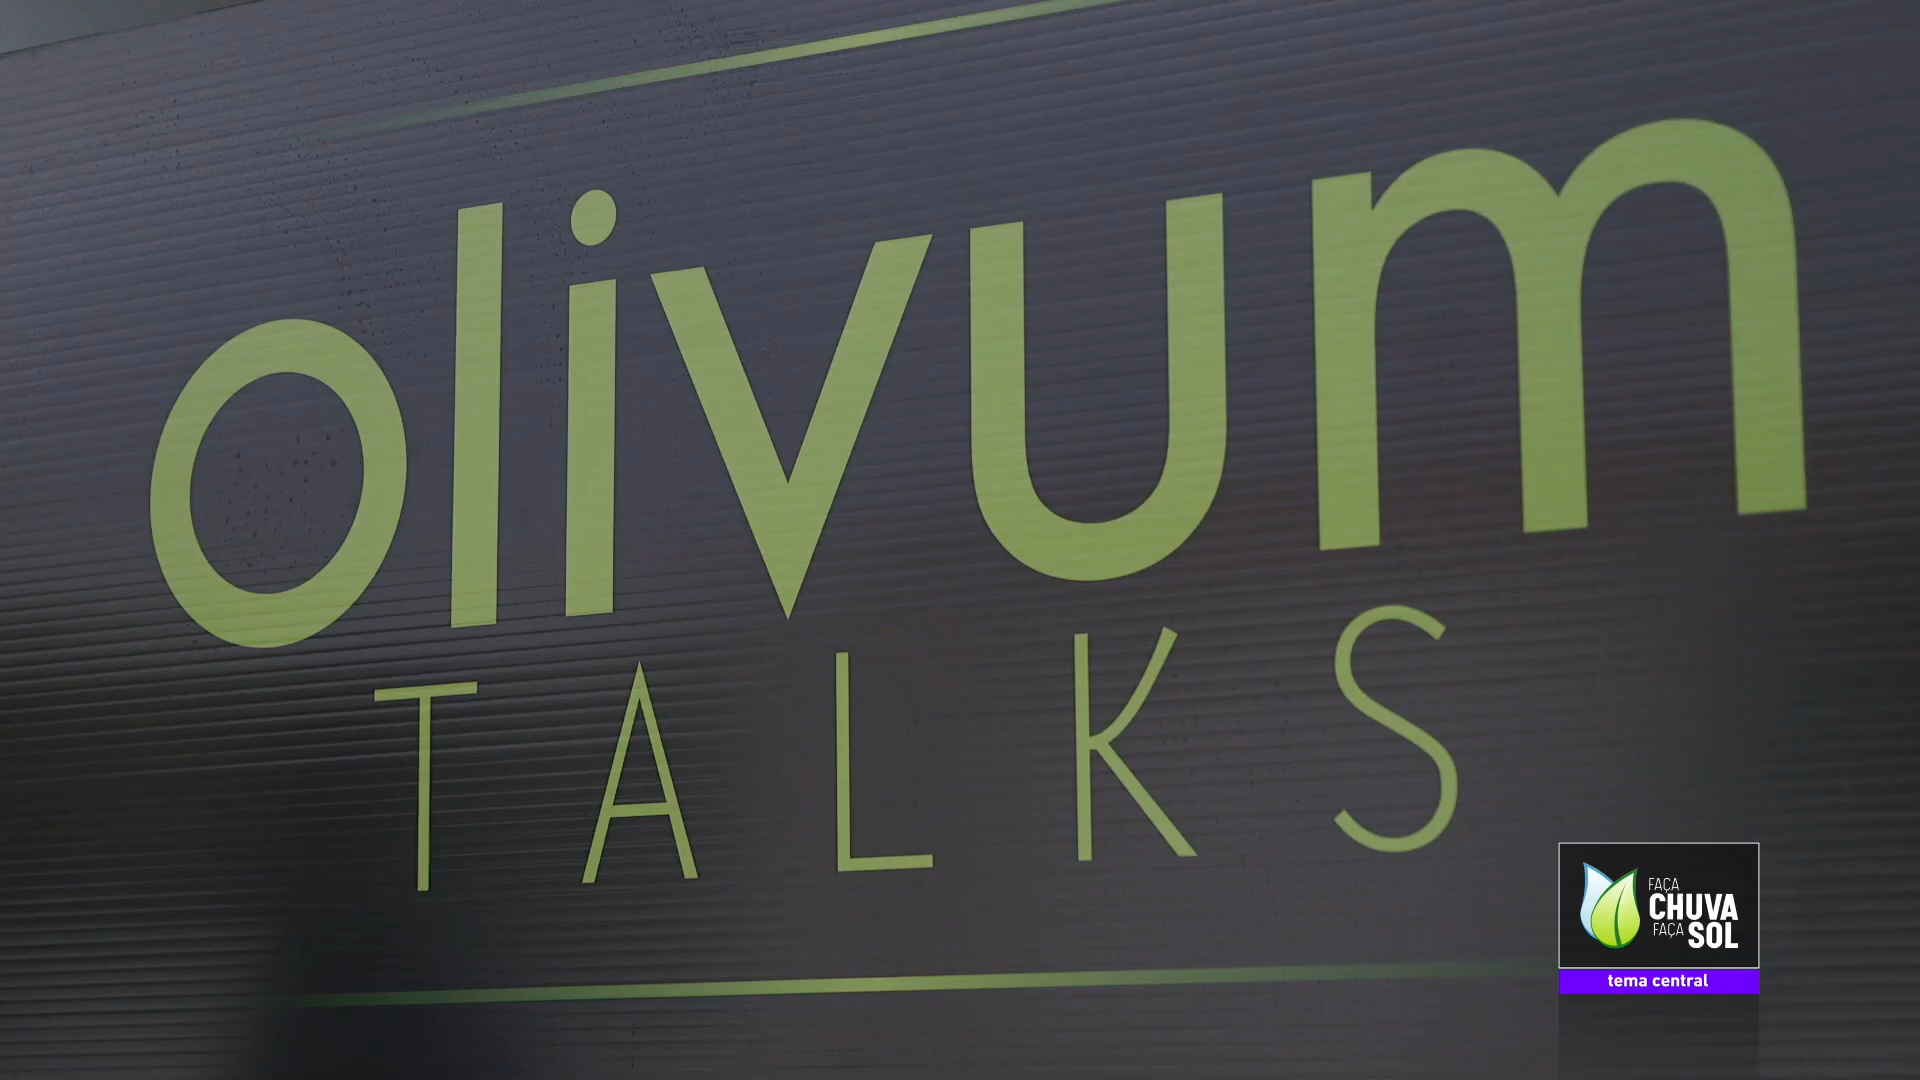 olivum
TALKS
FAÇA
CHUVA
FAÇA SOL
tema central